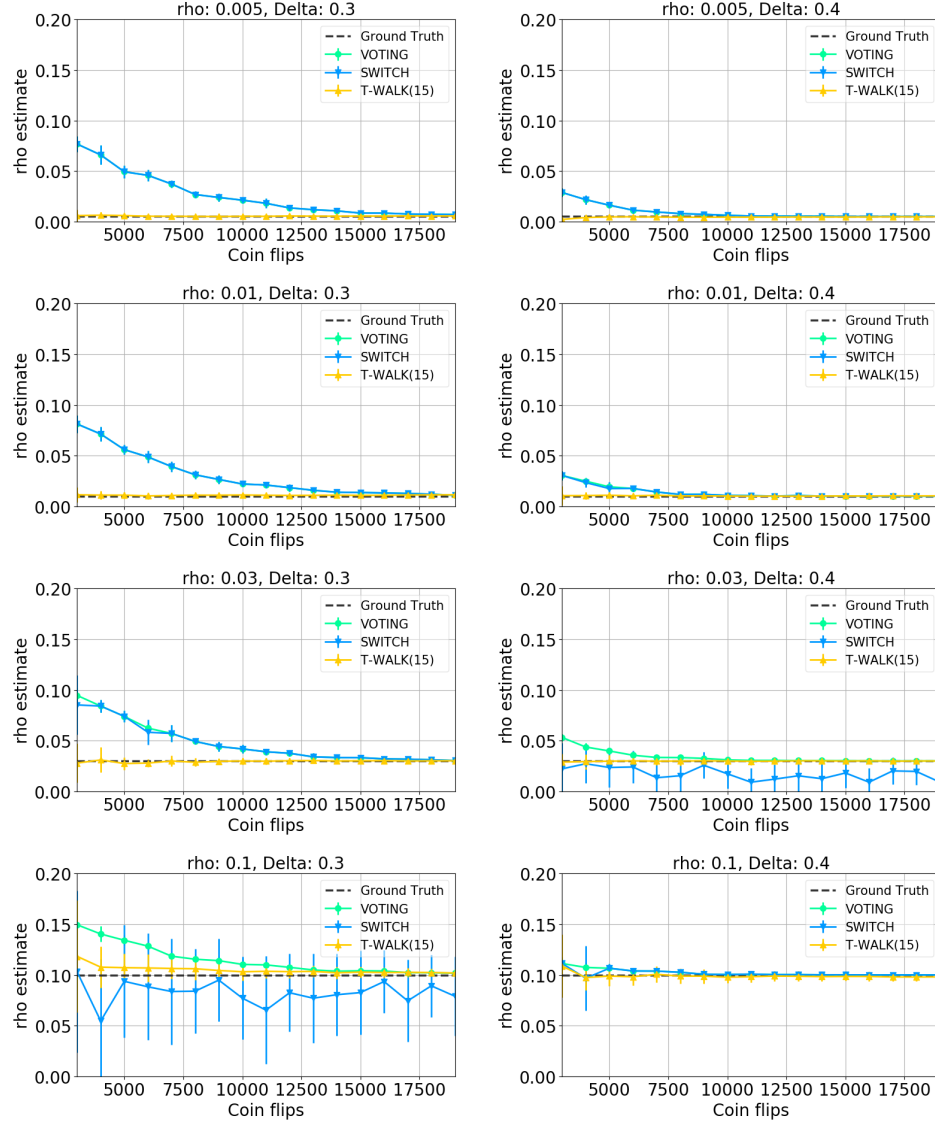 rho: 0.005, Delta: 0.3
0.20
0.15
0.10
0.05
0.00
rho estimate
Ground Truth
VOTING
SWITCH
T-WALK(15)
5000 7500 10000 12500 15000 17500
Coin flips
rho: 0.005, Delta: 0.4
0.20
0.15
0.10
0.05
0.00
rho estimate
Ground Truth
VOTING
SWITCH
T-WALK(15)
5000 7500 10000 12500 15000 17500
Coin flips
rho: 0.01, Delta: 0.3
0.20
0.15
0.10
0.05
0.00
rho estimate
Ground Truth
VOTING
SWITCH
T-WALK(15)
5000 7500 10000 12500 15000 17500
Coin flips
rho: 0.01, Delta: 0.4
0.20
0.15
0.10
0.05
0.00
rho estimate
Ground Truth
VOTING
SWITCH
T-WALK(15)
5000 7500 10000 12500 15000 17500
Coin flips
rho: 0.03, Delta: 0.3
0.20
0.15
0.10
0.05
0.00
rho estimate
Ground Truth
VOTING
SWITCH
T-WALK(15)
5000 7500 10000 12500 15000 17500
Coin flips
rho: 0.03, Delta: 0.4
0.20
0.15
0.10
0.05
0.00
rho estimate
Ground Truth
VOTING
SWITCH
T-WALK(15)
5000 7500 10000 12500 15000 17500
Coin flips
rho: 0.1, Delta: 0.3
0.20
0.15
0.10
0.05
0.00
rho estimate
Ground Truth
VOTING
SWITCH
T-WALK(15)
5000 7500 10000 12500 15000 17500
Coin flips
rho: 0.1, Delta: 0.4
0.20
0.15
0.10
0.05
0.00
rho estimate
Ground Truth
VOTING
SWITCH
T-WALK(15)
5000 7500 10000 12500 15000 17500
Coin flips